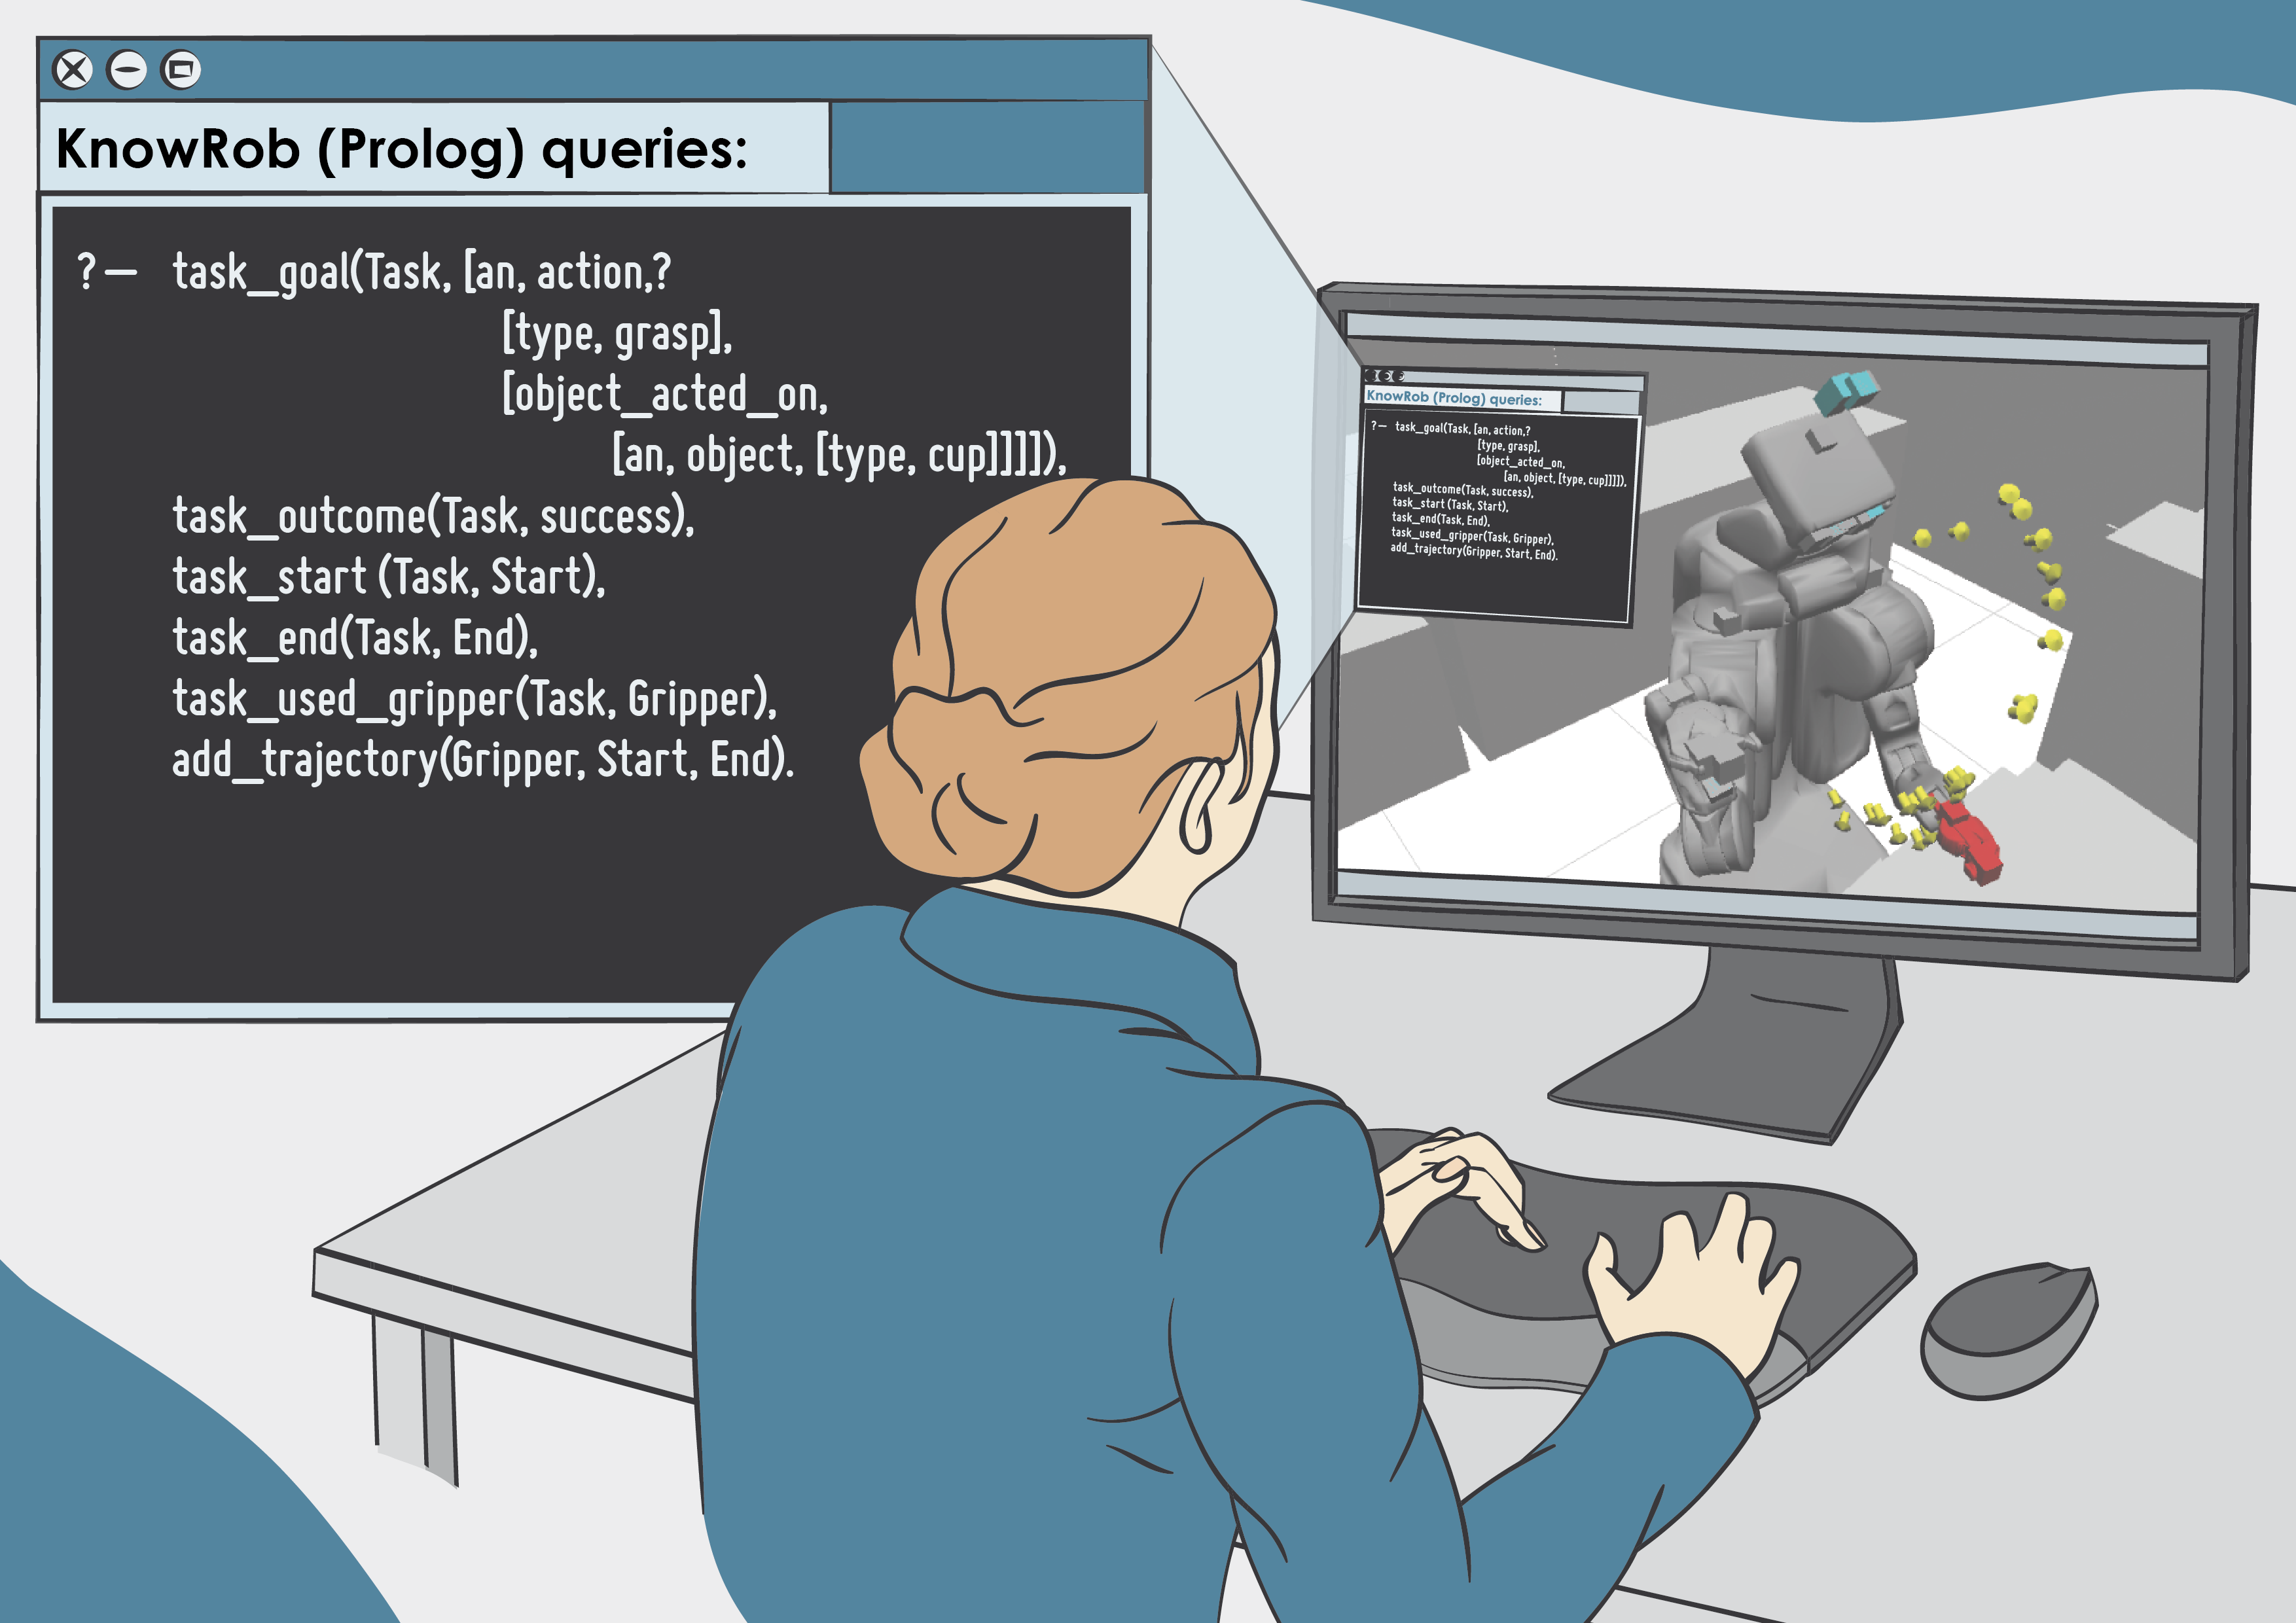 KnowRob (Prolog) queries:
?— task_goal(Task, [an, action,?
[type, grasp],
[object_acted_on,
[an, object, [type, cup]]]]),
task_outcome(Task, success),
task_start (Task, Start),
task_end(Task, End),
task_used_gripper(Task, Gripper),
add_trajectory(Gripper, Start, End).
KnowRob (Prolog) queries:
?— task_goal(Task, [an, action,?
[type, grasp],
[object_acted_on,
[an, object, [type, cup]]]]),
task_outcome(Task, success),
task_start (Task, Start),
task_end(Task, End),
task_used_gripper(Task, Gripper),
add_trajectory(Gripper, Start, End).